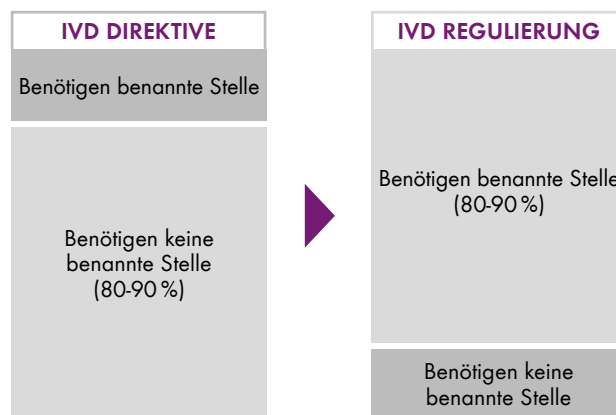 IVD DIREKTIVE
Benötigen benannte Stelle
Benötigen keine
benannte Stelle
(80-90 %)
IVD REGULIERUNG
Benötigen benannte Stelle
(80-90 %)
Benötigen keine
benannte Stelle